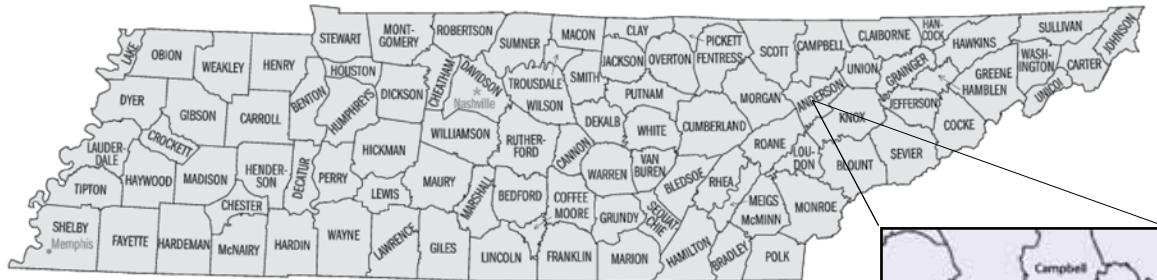 LAKE
OBION
WEAKLEY
HENRY
STEWART
MONT-
GOMERY
ROBERTSON
SUMNER
MACON
CLAY
PICKETT
FENTRESS
SCOTT
CAMPBELL
CLAIBORNE
HAN-
COCK
HAWKINS
SULLIVAN
JOHNSON
HOUSTON
DICKSON
CHEATHAM
DAVIDSON
Nashville
TROUSDALE
WILSON
SMITH
JACKSON
OVERTON
PUTNAM
MORGAN
ANDERSON
UNION
GRAINGER
GREENE
HAMBLEN
WASH-
INGTON
UNICOI
CARTER
DYER
GIBSON
CARROLL
BENTON
HUMPHREYS
WILLIAMSON
RUTHER-
FORD
CANNON
DEKALB
WHITE
CUMBERLAND
ROANE
LOU-
DON
KNOX
JEFFERSON
COCKE
SEVIER
BLOUNT
LAUDER-
DALE
CROCKETT
HAYWOOD
MADISON
HENDER-
SON
DECATUR
PERRY
HICKMAN
LEWIS
MAURY
MARSHALL
BEDFORD
COFFEE
MOORE
WARREN
VAN
BUREN
BLEDSOE
RHEA
MEIGS
McMINN
MONROE
TIPTON
CHESTER
SHELBY
Memphis
FAYETTE
HARDEMAN
McNAIRY
HARDIN
WAYNE
LAWRENCE
GILES
LINCOLN
FRANKLIN
GRUNDY
MARION
SEQUAT-
CHIE
HAMILTON
BRADLEY
POLK
Campbell